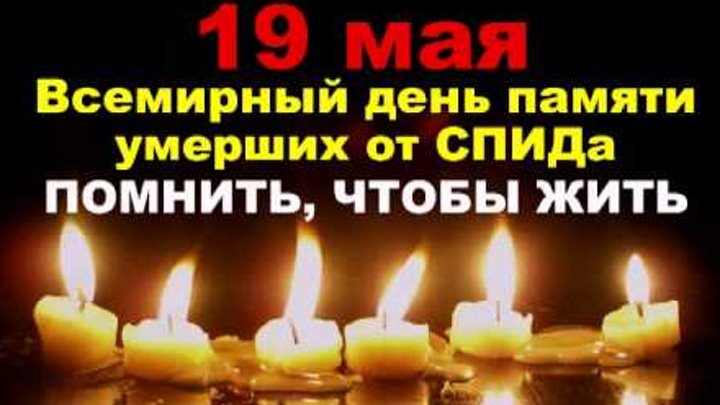 19 мая
Всемирный день памяти
умерших от СПИДа
ПОМНИТЬ, ЧТОБЫ ЖИТЬ